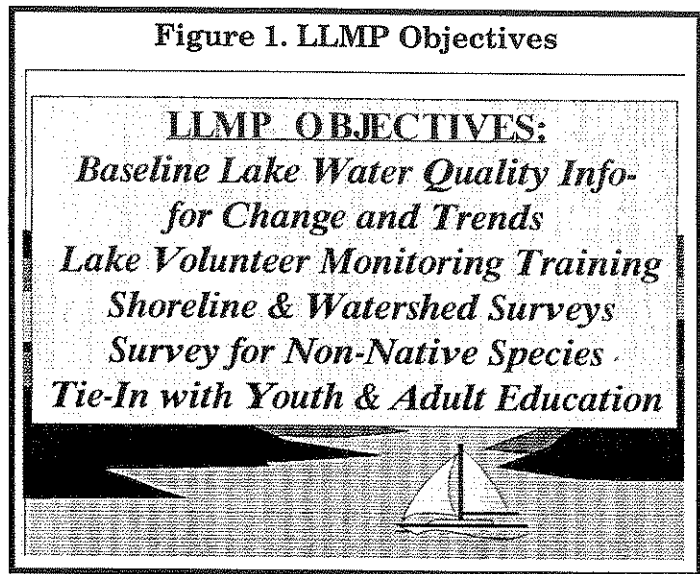 Figure 1. LLMP Objectives
LLMP OBJECTIVES:
Baseline Lake Water Quality Info-
for Change and Trends
Lake Volunteer Monitoring Training
Shoreline & Watershed Surveys
Survey for Non-Native Species
Tie-In with Youth & Adult Education